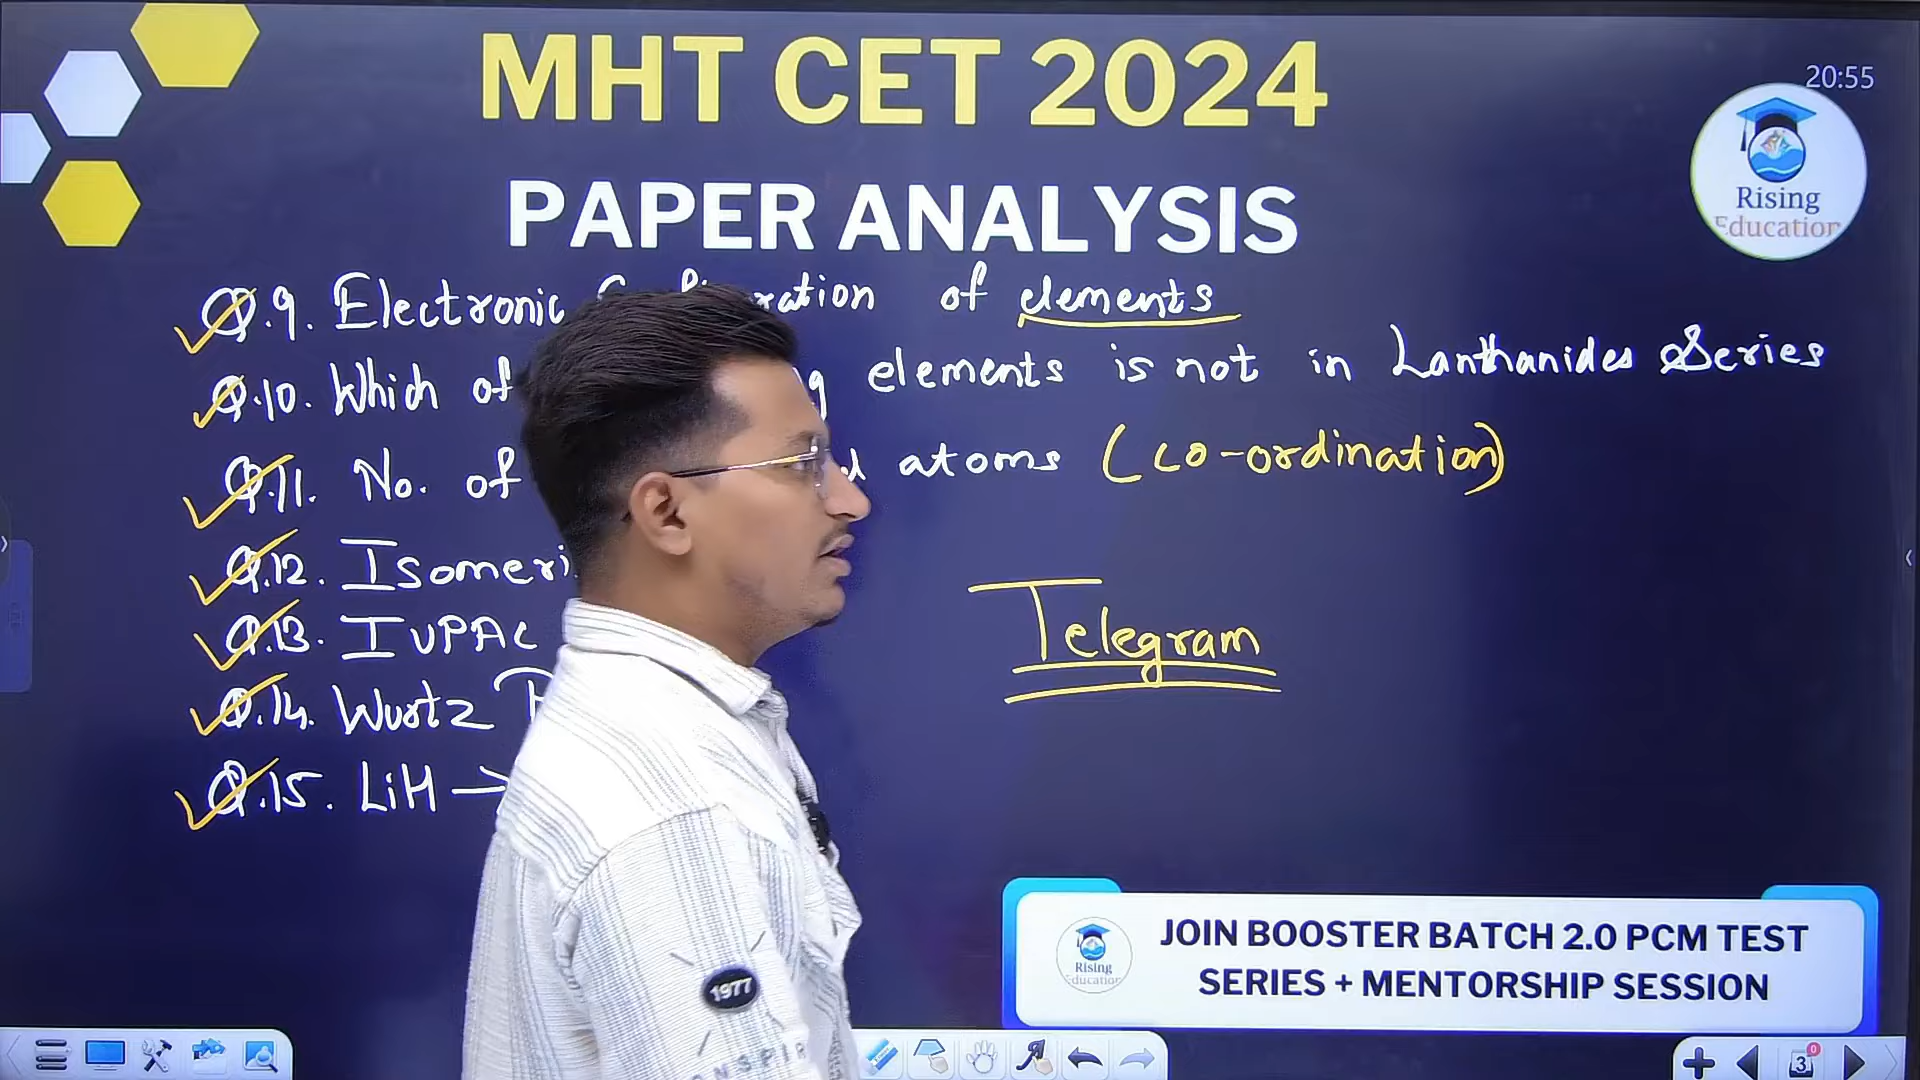 MHT CET 2024
20:55
PAPER ANALYSIS
Rising
Education
Q.9. Electronic of elements
Q.10. Which of elements is not in Lanthanides Series
Q.11. No. of atoms (co-ordination)
Q.12.
Q.13. IUPAC
Q.14. Wurtz
Q.15. LiH →
Telegram
JOIN BOOSTER BATCH 2.0 PCM TEST
SERIES + MENTORSHIP SESSION
Rising
Education
1977
3
0